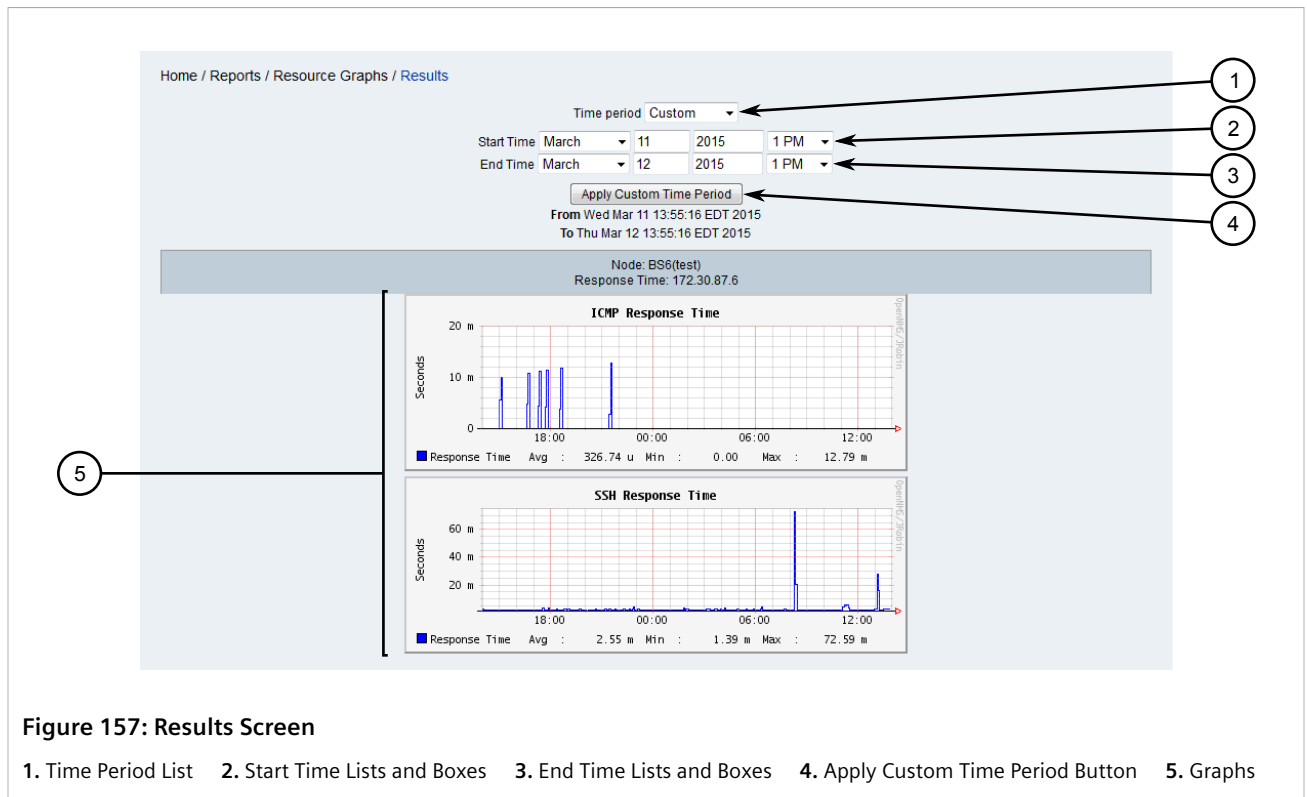 Home / Reports / Resource Graphs / Results
1
Time period Custom
2
Start Time March 11 2015 1 PM
End Time March 12 2015 1 PM
3
Apply Custom Time Period
4
From Wed Mar 11 13:55:16 EDT 2015
To Thu Mar 12 13:55:16 EDT 2015
Node: BS6(test)
Response Time: 172.30.87.6
5
ICMP Response Time
OpenNMS/JRobin
Seconds
20 m
10 m
0
18:00 00:00 06:00 12:00
Response Time Avg : 326.74 u Min : 0.00 Max : 12.79 m
SSH Response Time
OpenNMS/JRobin
Seconds
60 m
40 m
20 m
18:00 00:00 06:00 12:00
Response Time Avg : 2.55 m Min : 1.39 m Max : 72.59 m
Figure 157: Results Screen
1. Time Period List 2. Start Time Lists and Boxes 3. End Time Lists and Boxes 4. Apply Custom Time Period Button 5. Graphs